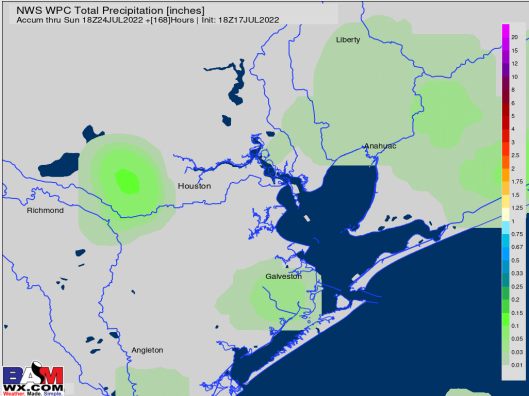 NWS WPC Total Precipitation [inches]
Accum thru Sun 18Z24JUL2022 +[168]Hours | Init: 18Z17JUL2022
Liberty
Anahuac
Houston
Richmond
Galveston
Angleton
20
15
12
10
8
6
5
4
3
2.5
2
1.75
1.5
1.25
1
0.75
0.67
0.5
0.33
0.25
0.2
0.15
0.1
0.05
0.03
0.01
BAM
WX.COM
Weather. Made. Simple.